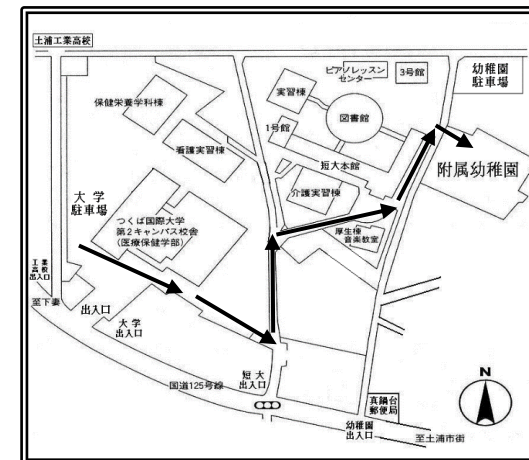 土浦工業高校
ピアノレッスン
センター
3号館
幼稚園
駐車場
実習棟
保健栄養学科棟
図書館
1号館
看護実習棟
短大本館
附属幼稚園
介護実習棟
大学
駐車場
つくば国際大学
第2キャンパス校舎
(医療保健学部)
厚生棟
音楽教室
工業
高校
出入口
至下妻
出入口
大学
出入口
短大
出入口
国道125号線
真鍋台
郵便局
幼稚園
出入口
至土浦市街
N